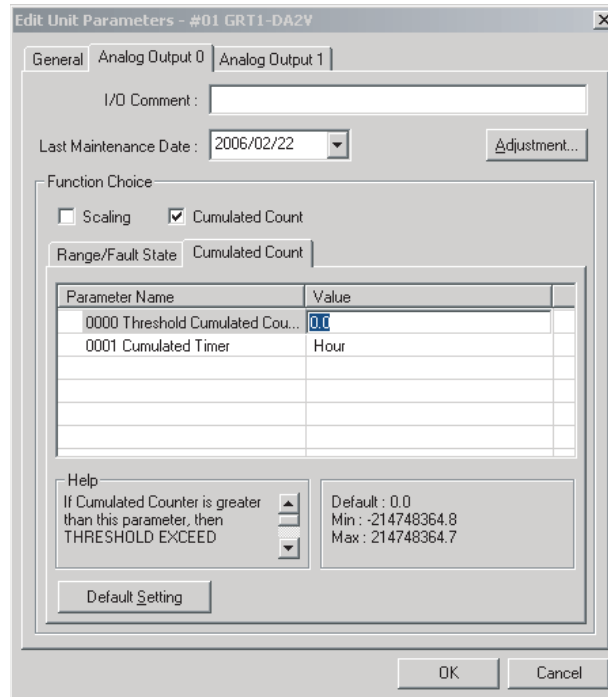 Edit Unit Parameters - #01 GRT1-DA2V
General Analog Output 0 Analog Output 1
I/O Comment :
Last Maintenance Date : 2006/02/22 Adjustment...
Function Choice
Scaling Cumulated Count
Range/Fault State Cumulated Count
Parameter Name Value
0000 Threshold Cumulated Cou... 0.0
0001 Cumulated Timer Hour
Help
If Cumulated Counter is greater
than this parameter, then
THRESHOLD EXCEED
Default : 0.0
Min : -214748364.8
Max : 214748364.7
Default Setting
OK Cancel